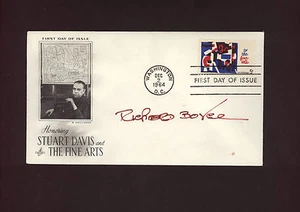 FIRST DAY OF ISSUE
WASHINGTON
DEC
2
1964
D.C.
FIRST DAY OF ISSUE
Honoring
STUART DAVIS and
THE FINE ARTS
Richard